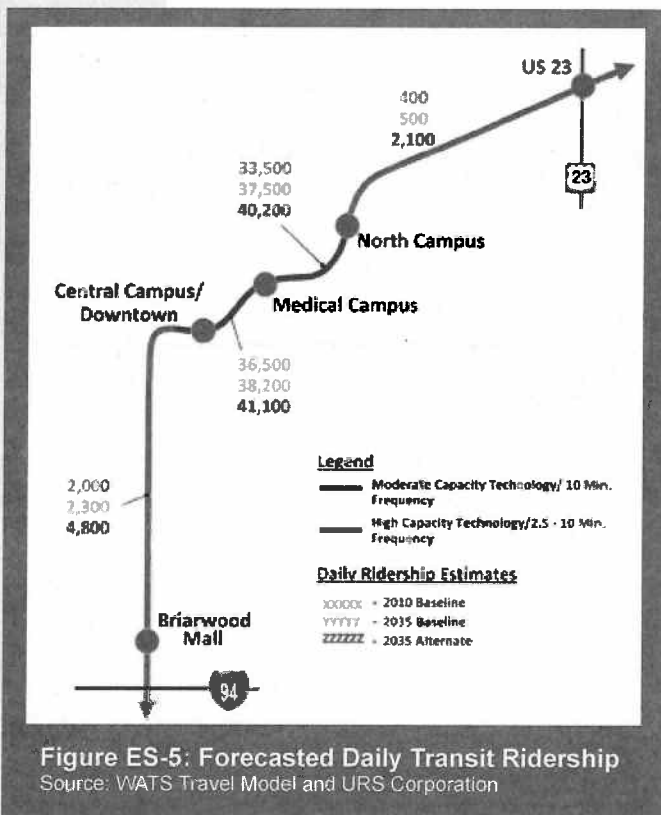 US 23
400
500
2,100
23
33,500
37,500
40,200
North Campus
Central Campus/
Downtown
Medical Campus
36,500
38,200
41,100
2,000
2,300
4,800
Legend
Moderate Capacity Technology/ 10 Min.
Frequency
High Capacity Technology/2.5 - 10 Min.
Frequency
Daily Ridership Estimates
XXXXX - 2010 Baseline
YYYYY - 2035 Baseline
ZZZZZZ - 2035 Alternate
Briarwood
Mall
94
Figure ES-5: Forecasted Daily Transit Ridership
Source: WATS Travel Model and URS Corporation